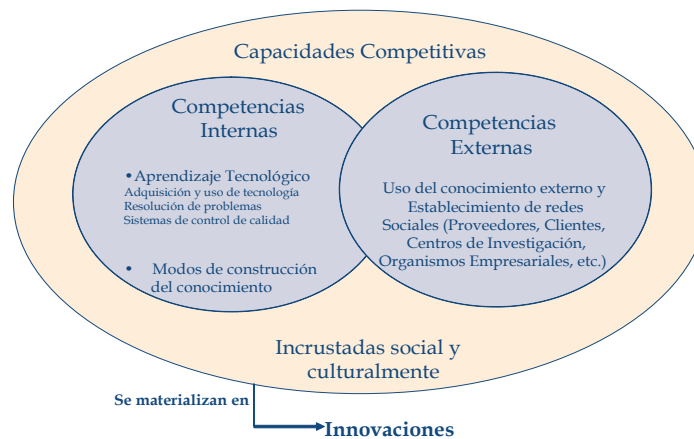 Capacidades Competitivas
Competencias
Internas
•Aprendizaje Tecnológico
Adquisición y uso de tecnología
Resolución de problemas
Sistemas de control de calidad
• Modos de construcción
del conocimiento
Competencias
Externas
Uso del conocimiento externo y
Establecimiento de redes
Sociales (Proveedores, Clientes,
Centros de Investigación,
Organismos Empresariales, etc.)
Incrustadas social y
culturalmente
Se materializan en
Innovaciones